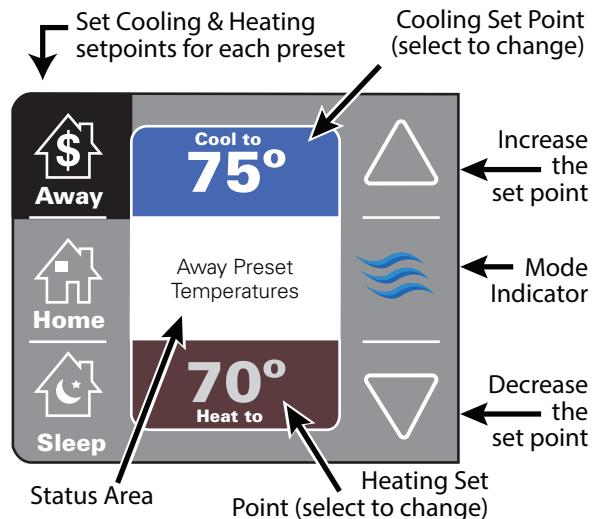 Set Cooling & Heating
setpoints for each preset
Cooling Set Point
(select to change)
$
Away
Home
Sleep
Cool to
75°
Away Preset
Temperatures
70°
Heat to
Increase
the
set point
Mode
Indicator
Decrease
the
set point
Status Area
Heating Set
Point (select to change)